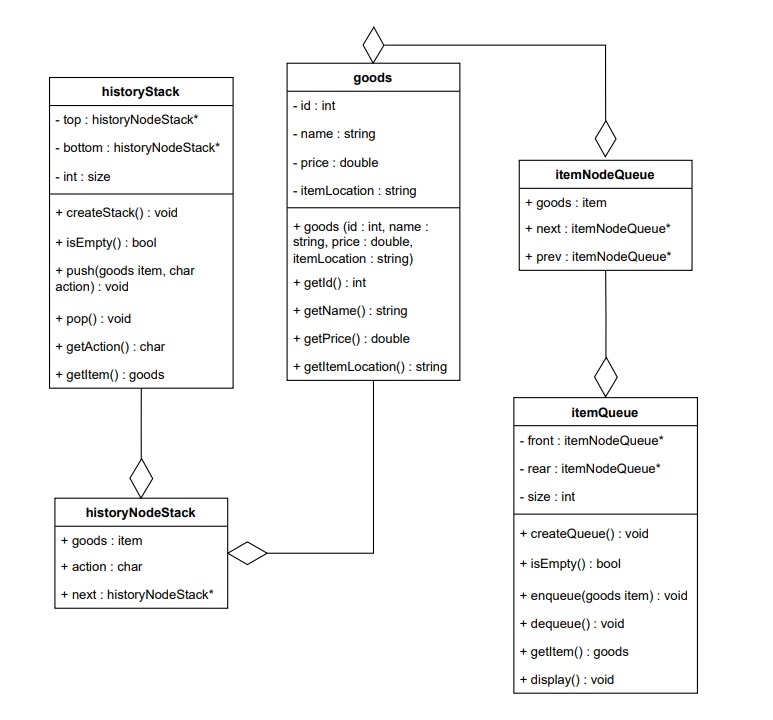 historyStack
- top : historyNodeStack*
- bottom : historyNodeStack*
- int : size
+ createStack() : void
+ isEmpty() : bool
+ push(goods item, char
action) : void
+ pop() : void
+ getAction() : char
+ getItem() : goods
historyNodeStack
+ goods : item
+ action : char
+ next : historyNodeStack*
goods
- id : int
- name : string
- price : double
- itemLocation : string
+ goods (id : int, name :
string, price : double,
itemLocation : string)
+ getId() : int
+ getName() : string
+ getPrice() : double
+ getItemLocation() : string
itemNodeQueue
+ goods : item
+ next : itemNodeQueue*
+ prev : itemNodeQueue*
itemQueue
- front : itemNodeQueue*
- rear : itemNodeQueue*
- size : int
+ createQueue() : void
+ isEmpty() : bool
+ enqueue(goods item) : void
+ dequeue() : void
+ getItem() : goods
+ display() : void